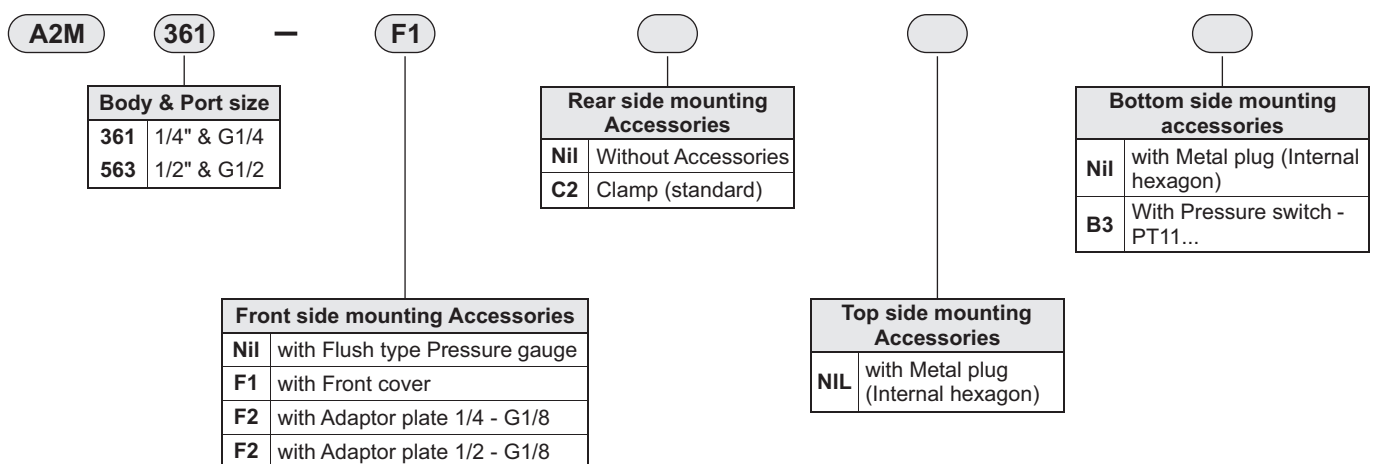 A2M 361 – F1
Body & Port size
361 1/4" & G1/4
563 1/2" & G1/2
Rear side mounting
Accessories
Nil Without Accessories
C2 Clamp (standard)
Bottom side mounting
accessories
Nil with Metal plug (Internal
hexagon)
B3 With Pressure switch -
PT11...
Front side mounting Accessories
Nil with Flush type Pressure gauge
F1 with Front cover
F2 with Adaptor plate 1/4 - G1/8
F2 with Adaptor plate 1/2 - G1/8
Top side mounting
Accessories
NIL with Metal plug
(Internal hexagon)